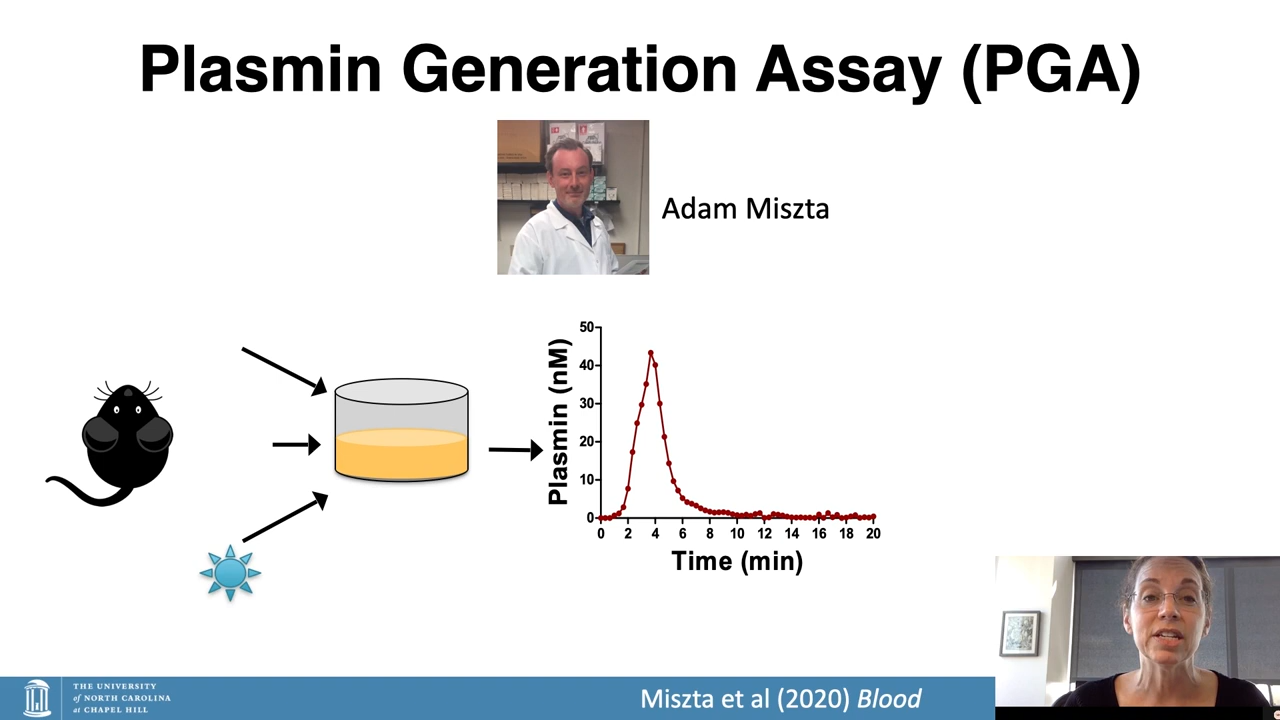 Plasmin Generation Assay (PGA)
Adam Miszta
Plasmin (nM)
50
40
30
20
10
0
0 2 4 6 8 10 12 14 16 18 20
Time (min)
THE UNIVERSITY
of NORTH CAROLINA
at CHAPEL HILL
Miszta et al (2020) Blood